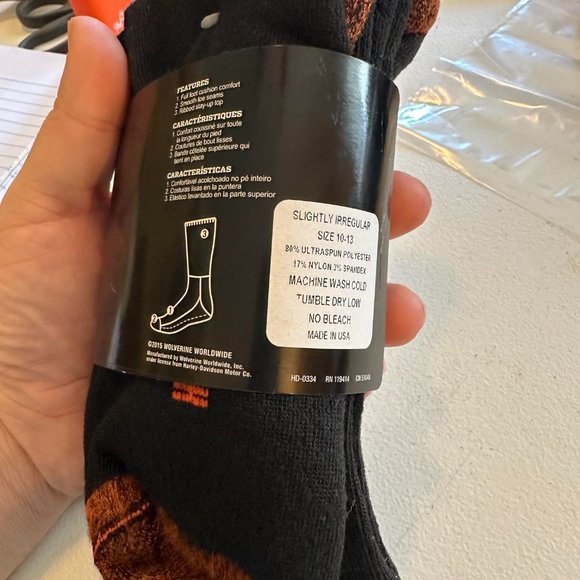 FEATURES
1. Full foot cushion comfort
2. Smooth toe seams
3. Ribbed stay-up top
CARACTÉRISTIQUES
1. Confort coussiné sur toute
la longueur du pied
2. Coutures de bout lisses
3. Bande côtelée supérieure qui
tient en place
CARACTERÍSTICAS
1. Confortável acolchoado no pé inteiro
2. Costuras lisas en la puntera
3. Elastico levantado en la parte superior
3
1
2
©2015 WOLVERINE WORLDWIDE
Manufactured by Wolverine Worldwide, Inc.
under license from Harley-Davidson Motor Co.
SLIGHTLY IRREGULAR
SIZE 10-13
80% ULTRASPUN POLYESTER
17% NYLON 3% SPANDEX
MACHINE WASH COLD
TUMBLE DRY LOW
NO BLEACH
MADE IN USA
HD-0334 RN 119414 CA